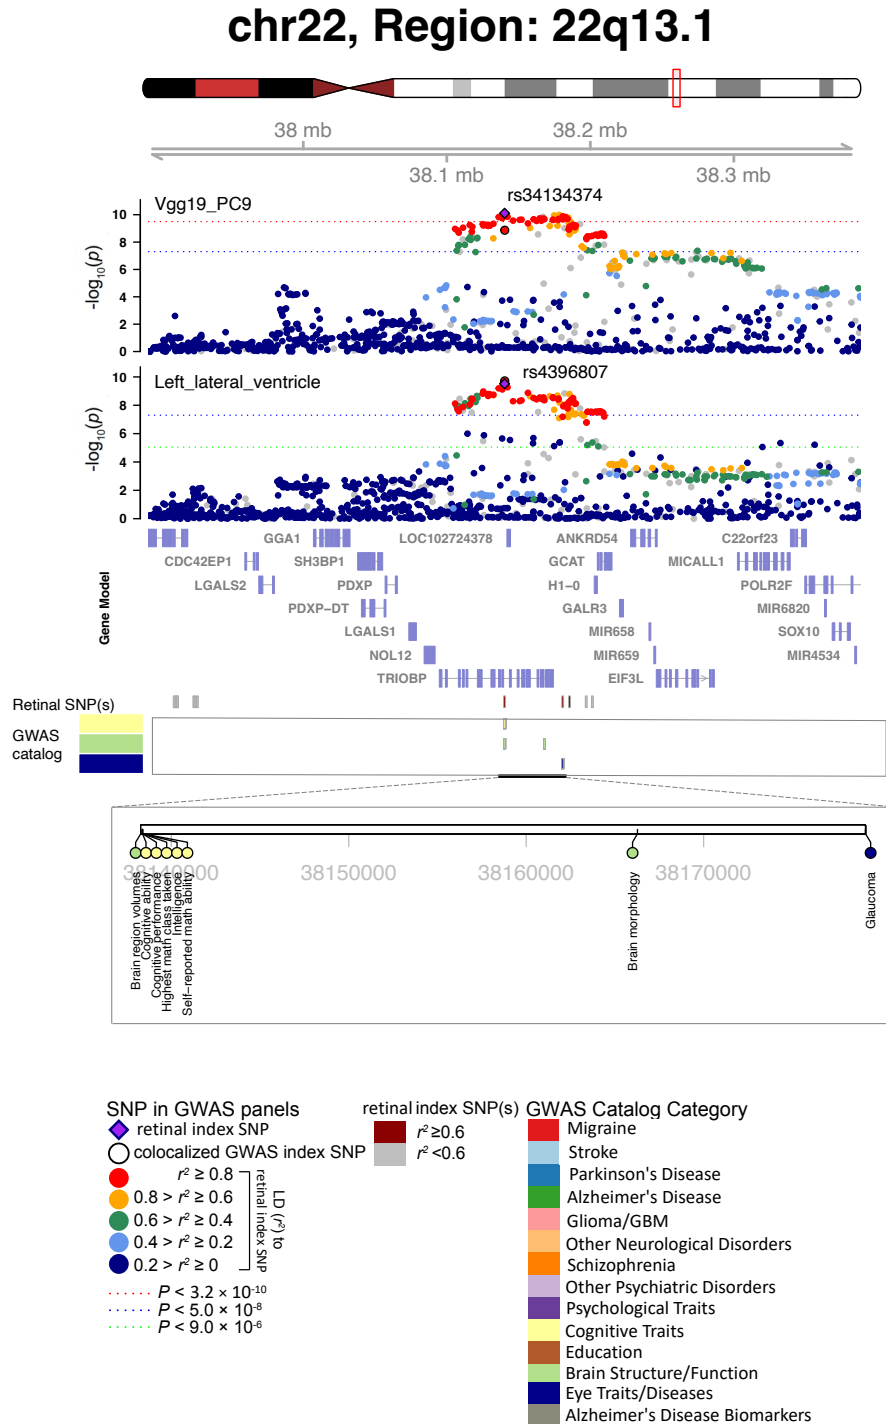 chr22, Region: 22q13.1
38 mb
38.2 mb
38.1 mb
38.3 mb
Vgg19_PC9
rs34134374
-log10(p)
10
8
6
4
2
0
Left_lateral_ventricle
rs4396807
-log10(p)
10
8
6
4
2
0
Gene Model
GGA1
LOC102724378
ANKRD54
C22orf23
CDC42EP1
SH3BP1
GCAT
MICALL1
LGALS2
PDXP
H1-0
POLR2F
PDXP-DT
GALR3
MIR6820
LGALS1
MIR658
SOX10
NOL12
MIR659
MIR4534
TRIOBP
EIF3L
Retinal SNP(s)
GWAS
catalog
38140000
38150000
38160000
38170000
Brain region volumes
Cognitive ability
Cognitive performance
Highest math class taken
Intelligence
Self-reported math ability
Brain morphology
Glaucoma
SNP in GWAS panels
retinal index SNP
colocalized GWAS index SNP
r² ≥ 0.8
0.8 > r² ≥ 0.6
0.6 > r² ≥ 0.4
0.4 > r² ≥ 0.2
0.2 > r² ≥ 0
LD (r²) to
retinal index SNP
P < 3.2 × 10⁻¹⁰
P < 5.0 × 10⁻⁸
P < 9.0 × 10⁻⁶
retinal index SNP(s)
r² ≥0.6
r² <0.6
GWAS Catalog Category
Migraine
Stroke
Parkinson's Disease
Alzheimer's Disease
Glioma/GBM
Other Neurological Disorders
Schizophrenia
Other Psychiatric Disorders
Psychological Traits
Cognitive Traits
Education
Brain Structure/Function
Eye Traits/Diseases
Alzheimer's Disease Biomarkers